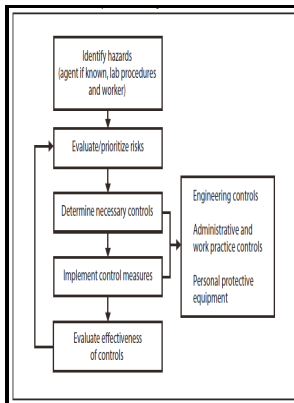 Identify hazards
(agent if known, lab procedures
and worker)
Evaluate/prioritize risks
Determine necessary controls
Implement control measures
Evaluate effectiveness
of controls
Engineering controls
Administrative and
work practice controls
Personal protective
equipment